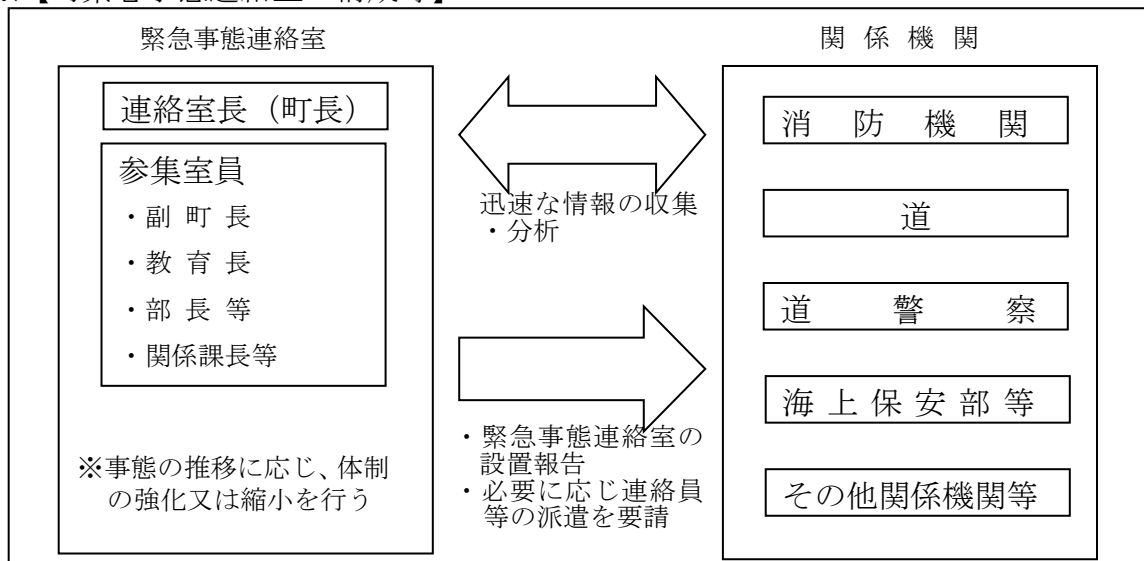 緊急事態連絡室
連絡室長（町長）
参集室員
・副町長
・教育長
・部長等
・関係課長等
※事態の推移に応じ、体制
の強化又は縮小を行う
迅速な情報の収集
・分析
・緊急事態連絡室の
設置報告
・必要に応じ連絡員
等の派遣を要請
関係機関
消防機関
道
道警察
海上保安部等
その他関係機関等